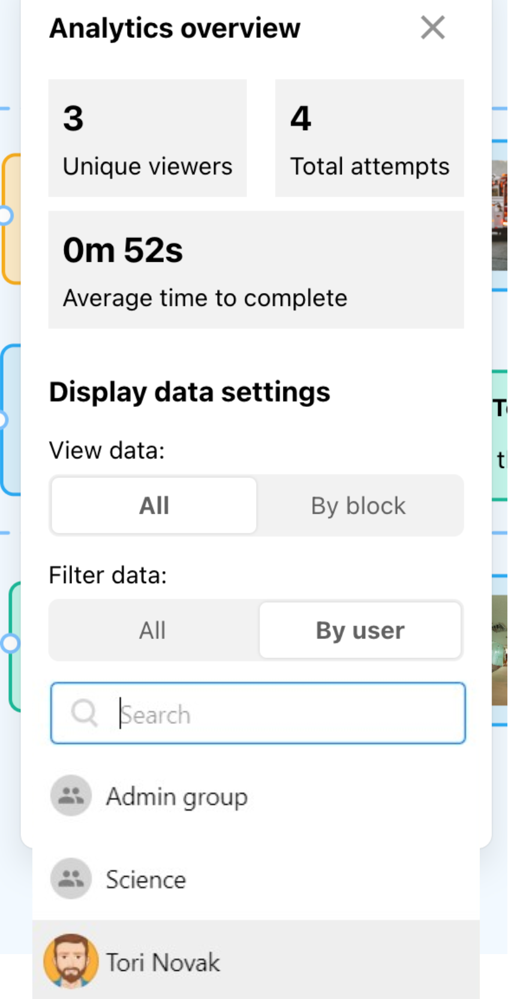 Analytics overview
3
Unique viewers
4
Total attempts
0m 52s
Average time to complete
Display data settings
View data:
All
By block
Filter data:
All
By user
Search
Admin group
Science
Tori Novak